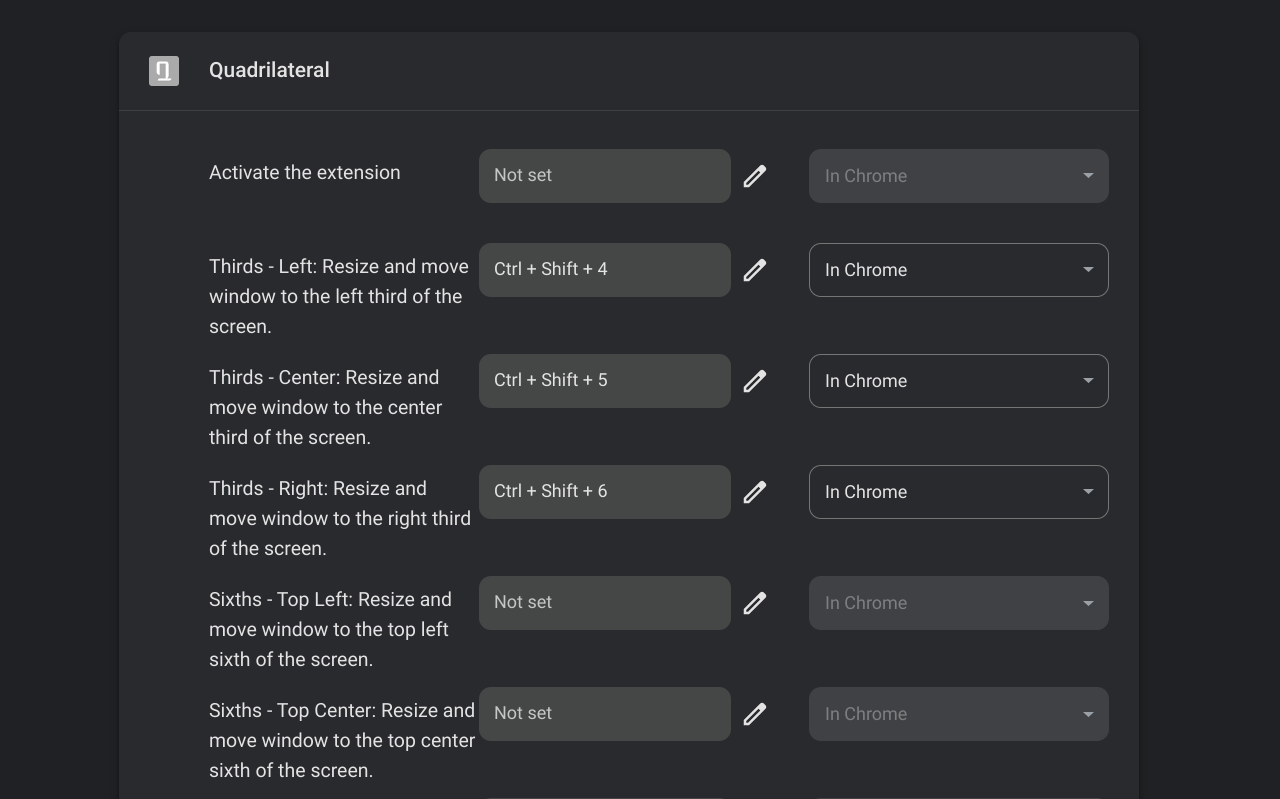 Quadrilateral
Activate the extension
Not set
In Chrome
Thirds - Left: Resize and move
window to the left third of the
screen.
Ctrl + Shift + 4
In Chrome
Thirds - Center: Resize and
move window to the center
third of the screen.
Ctrl + Shift + 5
In Chrome
Thirds - Right: Resize and
move window to the right third
of the screen.
Ctrl + Shift + 6
In Chrome
Sixths - Top Left: Resize and
move window to the top left
sixth of the screen.
Not set
In Chrome
Sixths - Top Center: Resize and
move window to the top center
sixth of the screen.
Not set
In Chrome